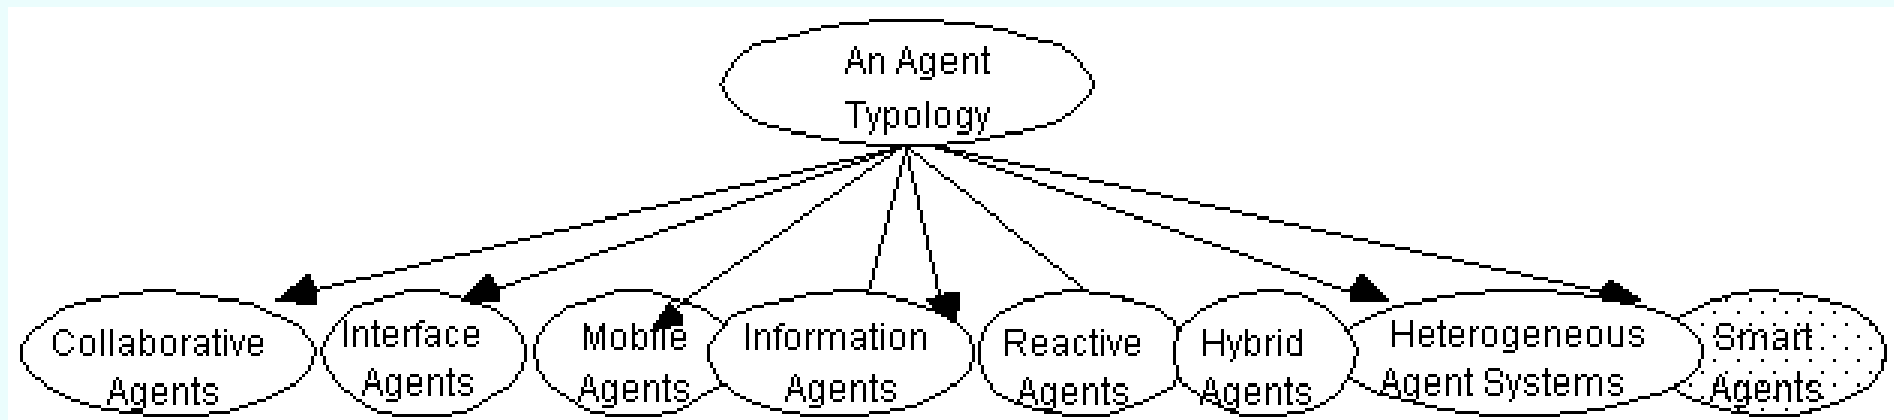 An Agent
Typology
Collaborative
Agents
Interface
Agents
Mobile
Agents
Information
Agents
Reactive
Agents
Hybrid
Agents
Heterogeneous
Agent Systems
Smart
Agents